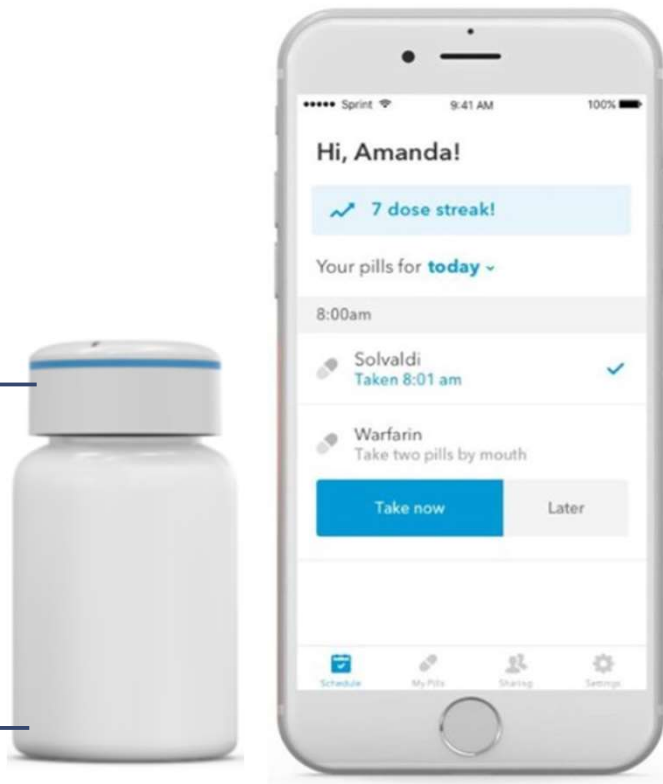 Sprint 9:41 AM 100%
Hi, Amanda!
7 dose streak!
Your pills for today
8:00am
Solvaldi
Taken 8:01 am
Warfarin
Take two pills by mouth
Take now Later
Schedule My Pills Sharing Settings